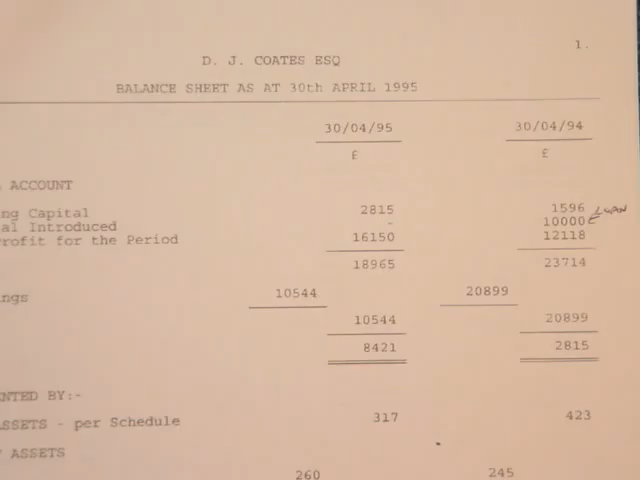 1.
D. J. COATES ESQ
BALANCE SHEET AS AT 30th APRIL 1995
30/04/95 30/04/94
£ £
ACCOUNT
ng Capital 2815 1596 LOAN
al Introduced - 10000
rofit for the Period 16150 12118
18965 23714
ngs 10544 20899
10544 20899
8421 2815
NTED BY:-
ASSETS - per Schedule 317 423
ASSETS
260 245